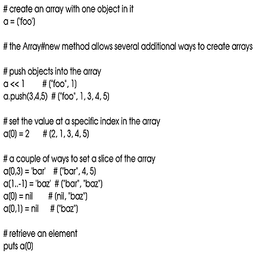 # create an array with one object in it
a = ('foo')
# the Array#new method allows several additional ways to create arrays
# push objects into the array
a << 1 # ("foo", 1)
a.push(3,4,5) # ("foo", 1, 3, 4, 5)
# set the value at a specific index in the array
a(0) = 2 # (2, 1, 3, 4, 5)
# a couple of ways to set a slice of the array
a(0,3) = 'bar' # ("bar", 4, 5)
a(1..-1) = 'baz' # ("bar", "baz")
a(0) = nil # (nil, "baz")
a(0,1) = nil # ("baz")
# retrieve an element
puts a(0)